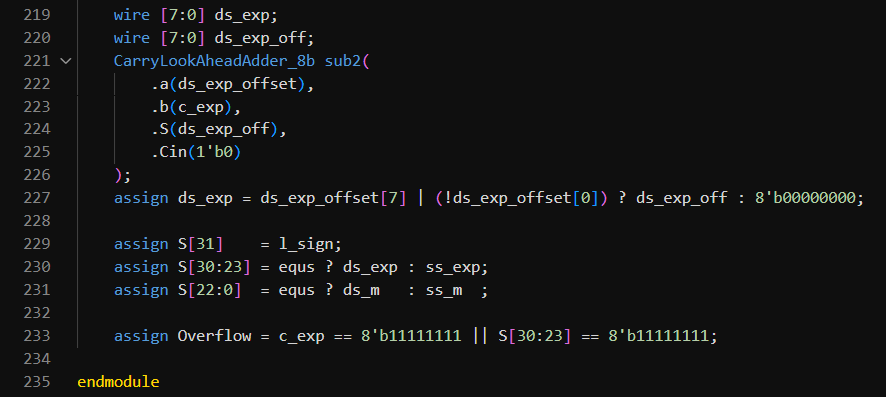 219 wire [7:0] ds_exp;
220 wire [7:0] ds_exp_off;
221 CarryLookAheadAdder_8b sub2(
222 .a(ds_exp_offset),
223 .b(c_exp),
224 .S(ds_exp_off),
225 .Cin(1'b0)
226 );
227 assign ds_exp = ds_exp_offset[7] | (!ds_exp_offset[0]) ? ds_exp_off : 8'b00000000;
228
229 assign S[31]    = l_sign;
230 assign S[30:23] = equs ? ds_exp : ss_exp;
231 assign S[22:0]  = equs ? ds_m   : ss_m  ;
232
233 assign Overflow = c_exp == 8'b11111111 || S[30:23] == 8'b11111111;
234
235 endmodule